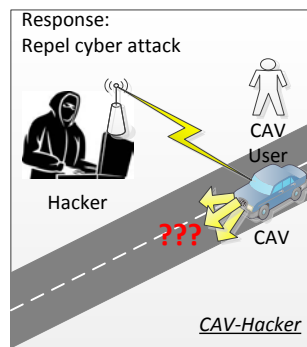 Response:
Repel cyber attack
CAV
User
Hacker
???
CAV
CAV-Hacker